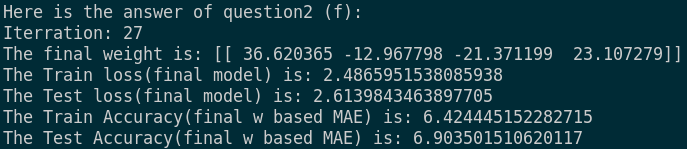 Here is the answer of question2 (f):
Iterration: 27
The final weight is: [[ 36.620365 -12.967798 -21.371199  23.107279]]
The Train loss(final model) is: 2.4865951538085938
The Test loss(final model) is: 2.6139843463897705
The Train Accuracy(final w based MAE) is: 6.424445152282715
The Test Accuracy(final w based MAE) is: 6.903501510620117